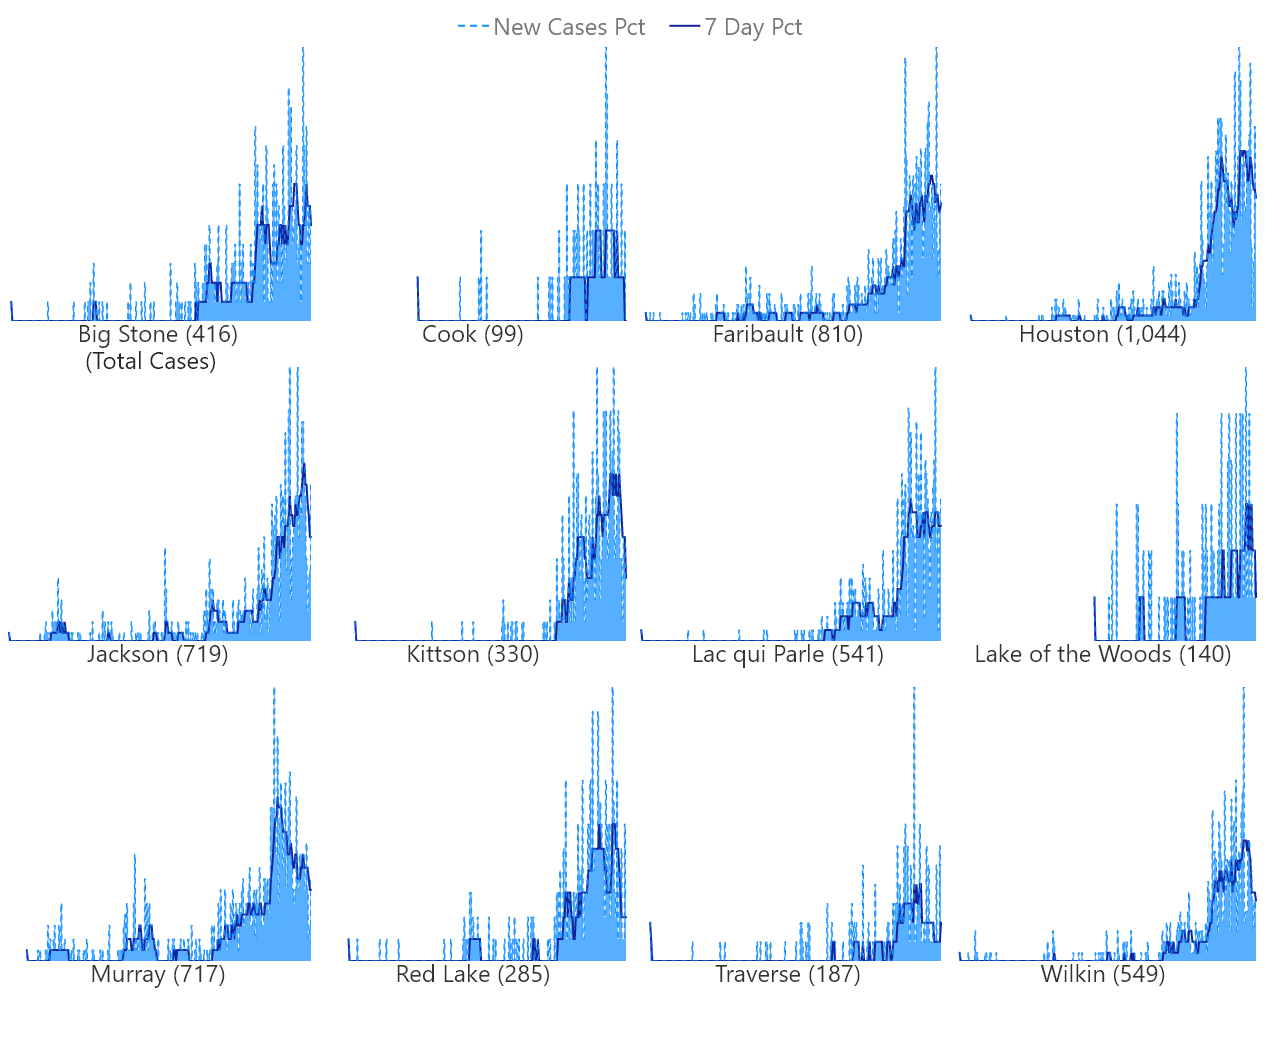 New Cases Pct 7 Day Pct
Big Stone (416) Cook (99) Faribault (810) Houston (1,044)
(Total Cases)
Jackson (719) Kittson (330) Lac qui Parle (541) Lake of the Woods (140)
Murray (717) Red Lake (285) Traverse (187) Wilkin (549)